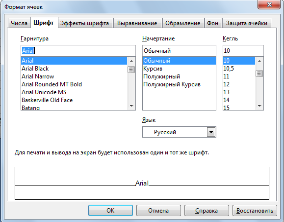 Формат ячеек
Числа Шрифт Эффекты шрифта Выравнивание Обрамление Фон Защита ячейки
Гарнитура Начертание Кегль
Arial Обычный 10
Arial Обычный 10
Arial Black Курсив 10,5
Arial Narrow Полужирный 11
Arial Rounded MT Bold Полужирный Курсив 12
Arial Unicode MS 13
Baskerville Old Face 14
Batang 15
Язык
Русский
Для печати и вывода на экран будет использован один и тот же шрифт.
Arial
ОК Отмена Справка Восстановить